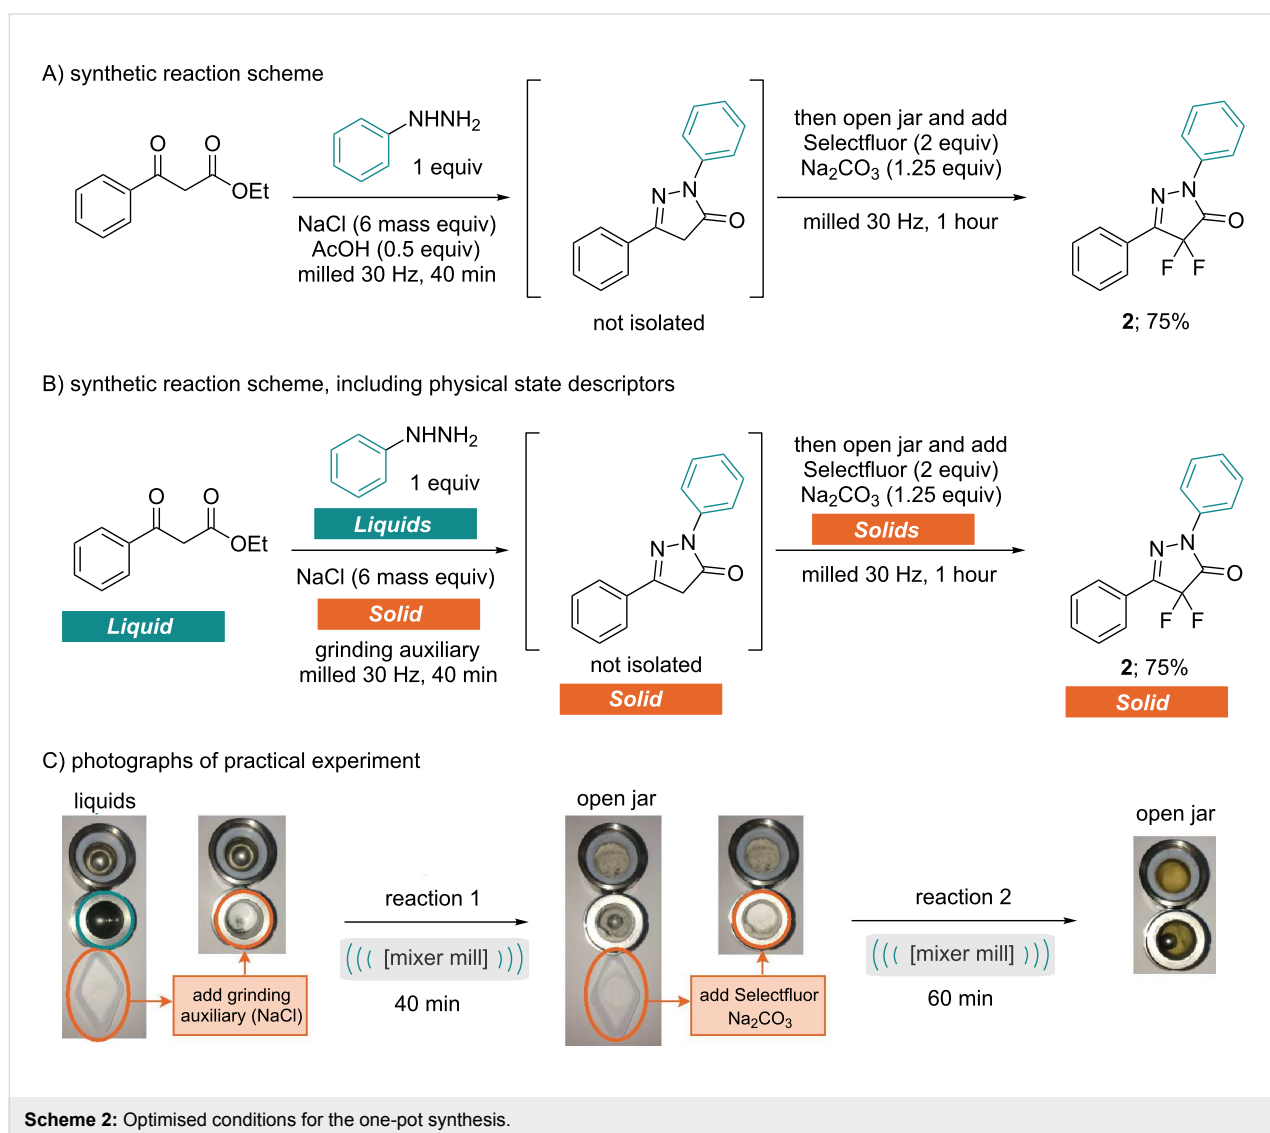 A) synthetic reaction scheme
O O
OEt
NHNH2
1 equiv
NaCl (6 mass equiv)
AcOH (0.5 equiv)
milled 30 Hz, 40 min
N N
O
not isolated
then open jar and add
Selectfluor (2 equiv)
Na2CO3 (1.25 equiv)
milled 30 Hz, 1 hour
N N
O
F F
2; 75%
B) synthetic reaction scheme, including physical state descriptors
O O
OEt
Liquid
NHNH2
1 equiv
Liquids
NaCl (6 mass equiv)
Solid
grinding auxiliary
milled 30 Hz, 40 min
N N
O
not isolated
Solid
then open jar and add
Selectfluor (2 equiv)
Na2CO3 (1.25 equiv)
Solids
milled 30 Hz, 1 hour
N N
O
F F
2; 75%
Solid
C) photographs of practical experiment
liquids
add grinding
auxiliary (NaCl)
reaction 1
[mixer mill]
40 min
open jar
add Selectfluor
Na2CO3
reaction 2
[mixer mill]
60 min
open jar
Scheme 2: Optimised conditions for the one-pot synthesis.